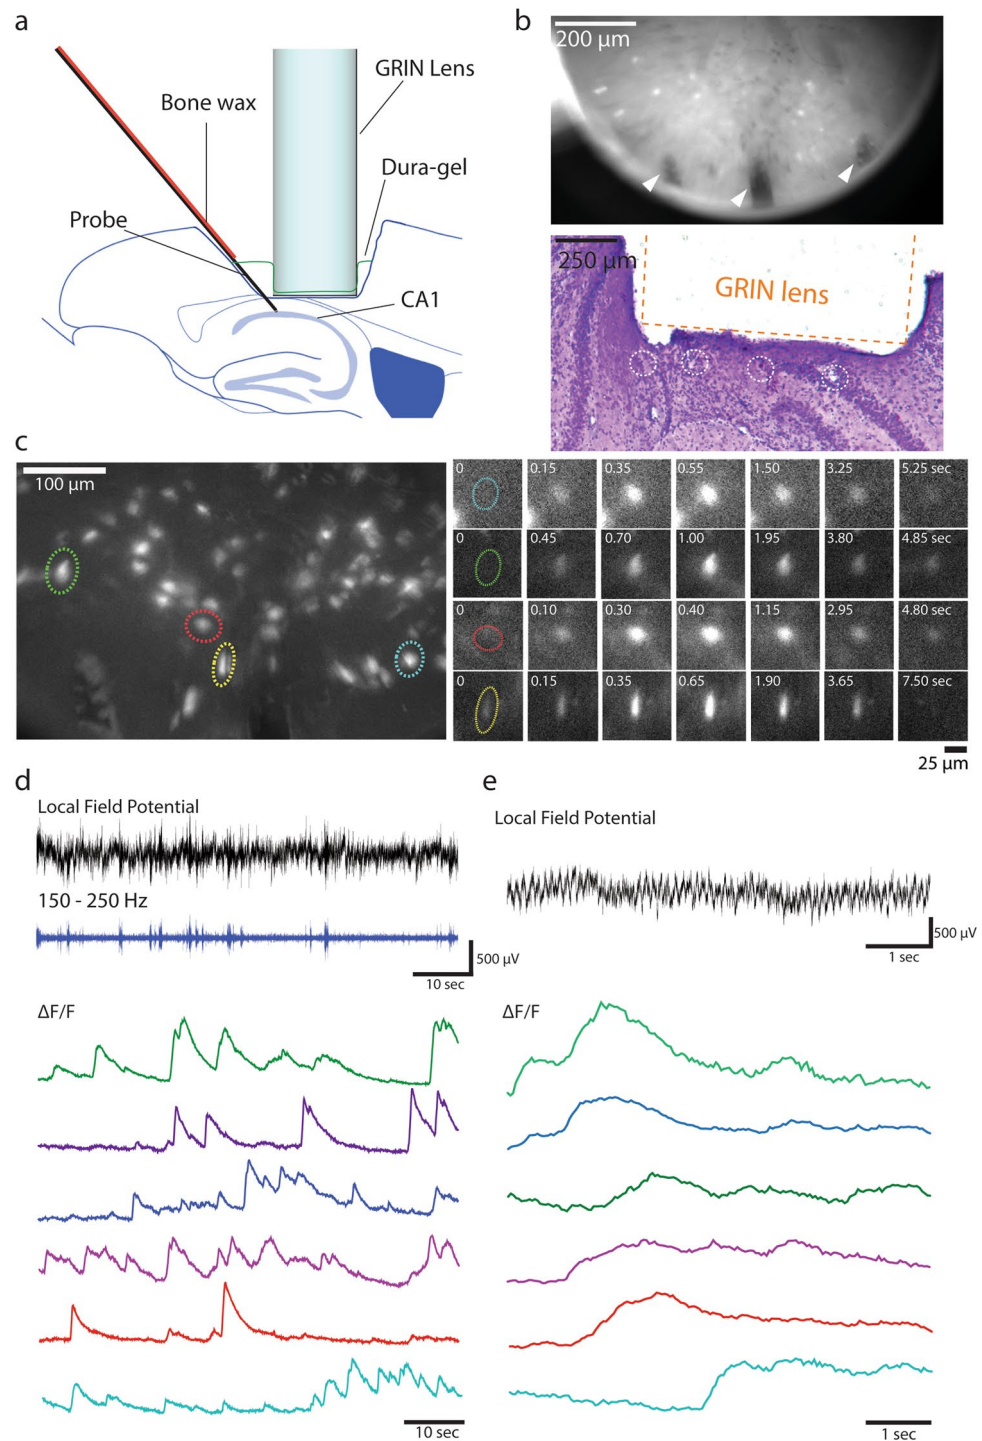 a
GRIN Lens
Bone wax
Dura-gel
Probe
CA1
b
200 µm
250 µm
GRIN lens
c
100 µm
0 0.15 0.35 0.55 1.50 3.25 5.25 sec
0 0.45 0.70 1.00 1.95 3.80 4.85 sec
0 0.10 0.30 0.40 1.15 2.95 4.80 sec
0 0.15 0.35 0.65 1.90 3.65 7.50 sec
25 µm
d
Local Field Potential
150 - 250 Hz
500 µV
10 sec
ΔF/F
10 sec
e
Local Field Potential
500 µV
1 sec
ΔF/F
1 sec